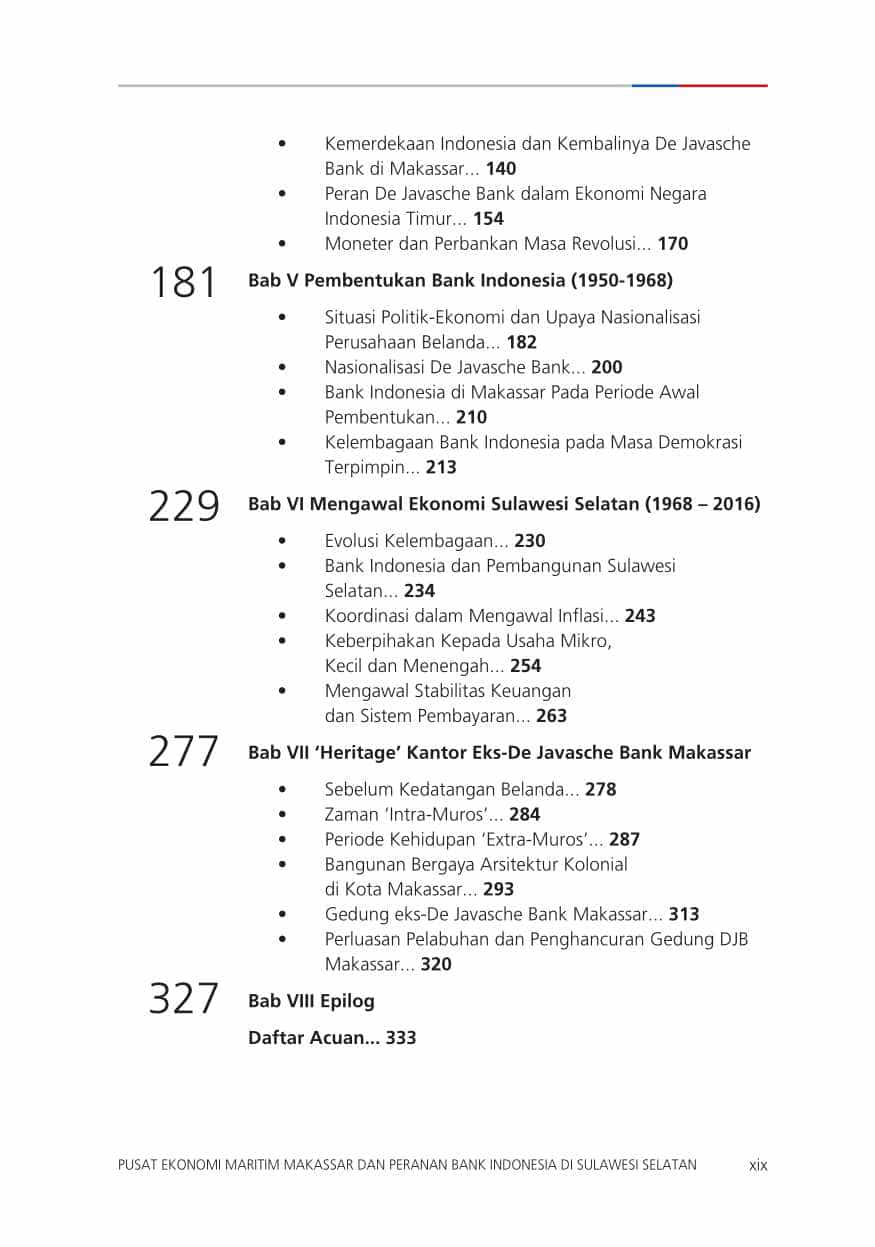 • Kemerdekaan Indonesia dan Kembalinya De Javasche
Bank di Makassar... 140
• Peran De Javasche Bank dalam Ekonomi Negara
Indonesia Timur... 154
• Moneter dan Perbankan Masa Revolusi... 170
181 Bab V Pembentukan Bank Indonesia (1950-1968)
• Situasi Politik-Ekonomi dan Upaya Nasionalisasi
Perusahaan Belanda... 182
• Nasionalisasi De Javasche Bank... 200
• Bank Indonesia di Makassar Pada Periode Awal
Pembentukan... 210
• Kelembagaan Bank Indonesia pada Masa Demokrasi
Terpimpin... 213
229 Bab VI Mengawal Ekonomi Sulawesi Selatan (1968 – 2016)
• Evolusi Kelembagaan... 230
• Bank Indonesia dan Pembangunan Sulawesi
Selatan... 234
• Koordinasi dalam Mengawal Inflasi... 243
• Keberpihakan Kepada Usaha Mikro,
Kecil dan Menengah... 254
• Mengawal Stabilitas Keuangan
dan Sistem Pembayaran... 263
277 Bab VII ‘Heritage’ Kantor Eks-De Javasche Bank Makassar
• Sebelum Kedatangan Belanda... 278
• Zaman ‘Intra-Muros’... 284
• Periode Kehidupan ‘Extra-Muros’... 287
• Bangunan Bergaya Arsitektur Kolonial
di Kota Makassar... 293
• Gedung eks-De Javasche Bank Makassar... 313
• Perluasan Pelabuhan dan Penghancuran Gedung DJB
Makassar... 320
327 Bab VIII Epilog
Daftar Acuan... 333
PUSAT EKONOMI MARITIM MAKASSAR DAN PERANAN BANK INDONESIA DI SULAWESI SELATAN xix